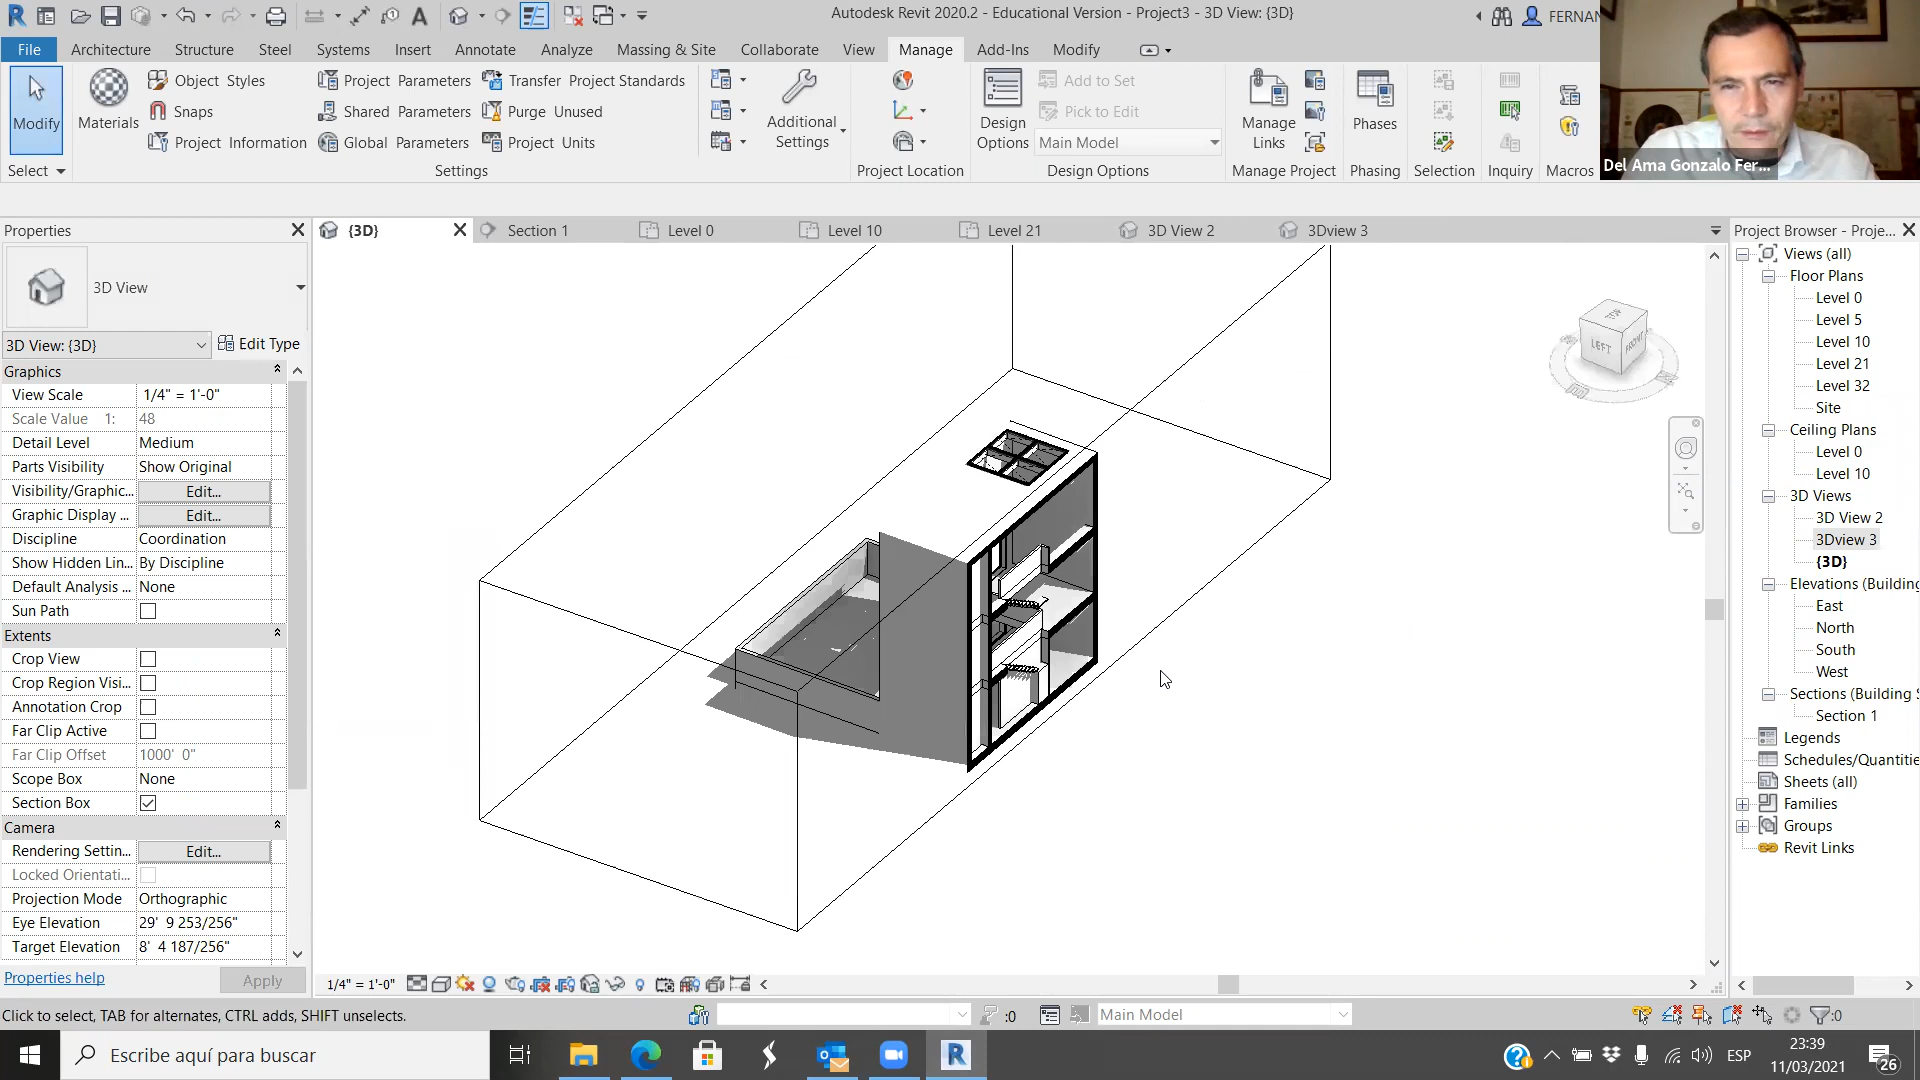 Autodesk Revit 2020.2 - Educational Version - Project3 - 3D View: {3D}
FERNAN
File Architecture Structure Steel Systems Insert Annotate Analyze Massing & Site Collaborate View Manage Add-Ins Modify
Modify
Materials
Object Styles
Snaps
Project Information
Project Parameters
Shared Parameters
Global Parameters
Transfer Project Standards
Purge Unused
Project Units
Additional
Settings
Design
Options
Add to Set
Pick to Edit
Main Model
Manage
Links
Phases
Select Settings Project Location Design Options Manage Project Phasing Selection Inquiry Macros
Del Ama Gonzalo Fer...
Properties
3D View
3D View: {3D}
Edit Type
Graphics
View Scale 1/4" = 1'-0"
Scale Value 1: 48
Detail Level Medium
Parts Visibility Show Original
Visibility/Graphic... Edit...
Graphic Display ... Edit...
Discipline Coordination
Show Hidden Lin... By Discipline
Default Analysis ... None
Sun Path
Extents
Crop View
Crop Region Visi...
Annotation Crop
Far Clip Active
Far Clip Offset 1000' 0"
Scope Box None
Section Box
Camera
Rendering Settin... Edit...
Locked Orientati...
Projection Mode Orthographic
Eye Elevation 29' 9 253/256"
Target Elevation 8' 4 187/256"
Properties help
Apply
{3D} Section 1 Level 0 Level 10 Level 21 3D View 2 3Dview 3
LEFT
FRONT
1/4" = 1'-0"
Project Browser - Proje...
Views (all)
Floor Plans
Level 0
Level 5
Level 10
Level 21
Level 32
Site
Ceiling Plans
Level 0
Level 10
3D Views
3D View 2
3Dview 3
{3D}
Elevations (Building
East
North
South
West
Sections (Building S
Section 1
Legends
Schedules/Quantitie
Sheets (all)
Families
Groups
Revit Links
Click to select, TAB for alternates, CTRL adds, SHIFT unselects.
:0
Main Model
:0
Escribe aquí para buscar
ESP
23:39
11/03/2021
26